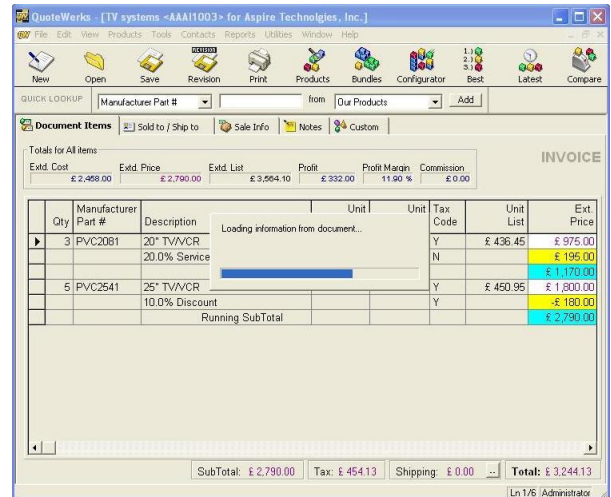 QuoteWerks - [TV systems <AAAI1003> for Aspire Technolgies, Inc.]
File Edit View Products Tools Contacts Reports Utilities Window Help
REVISION
1.)
2.)
3.)
New Open Save Revision Print Products Bundles Configurator Best Latest Compare
QUICK LOOKUP Manufacturer Part # from Our Products Add
Document Items Sold to / Ship to Sale Info Notes Custom
Totals for All items
INVOICE
Extd. Cost Extd. Price Extd. List Profit Profit Margin Commission
£ 2,458.00 £ 2,790.00 £ 3,564.10 £ 332.00 11.90 % £ 0.00
Manufacturer Unit Unit Tax Unit Ext.
Qty Part # Description Code List Price
Loading information from document...
3 PVC2081 20" TV/VCR Y £ 436.45 £ 975.00
20.0% Service N £ 195.00
£ 1,170.00
5 PVC2541 25" TV/VCR Y £ 450.95 £ 1,800.00
10.0% Discount Y -£ 180.00
Running SubTotal £ 2,790.00
SubTotal: £ 2,790.00 Tax: £ 454.13 Shipping: £ 0.00 ... Total: £ 3,244.13
Ln 1/6 Administrator